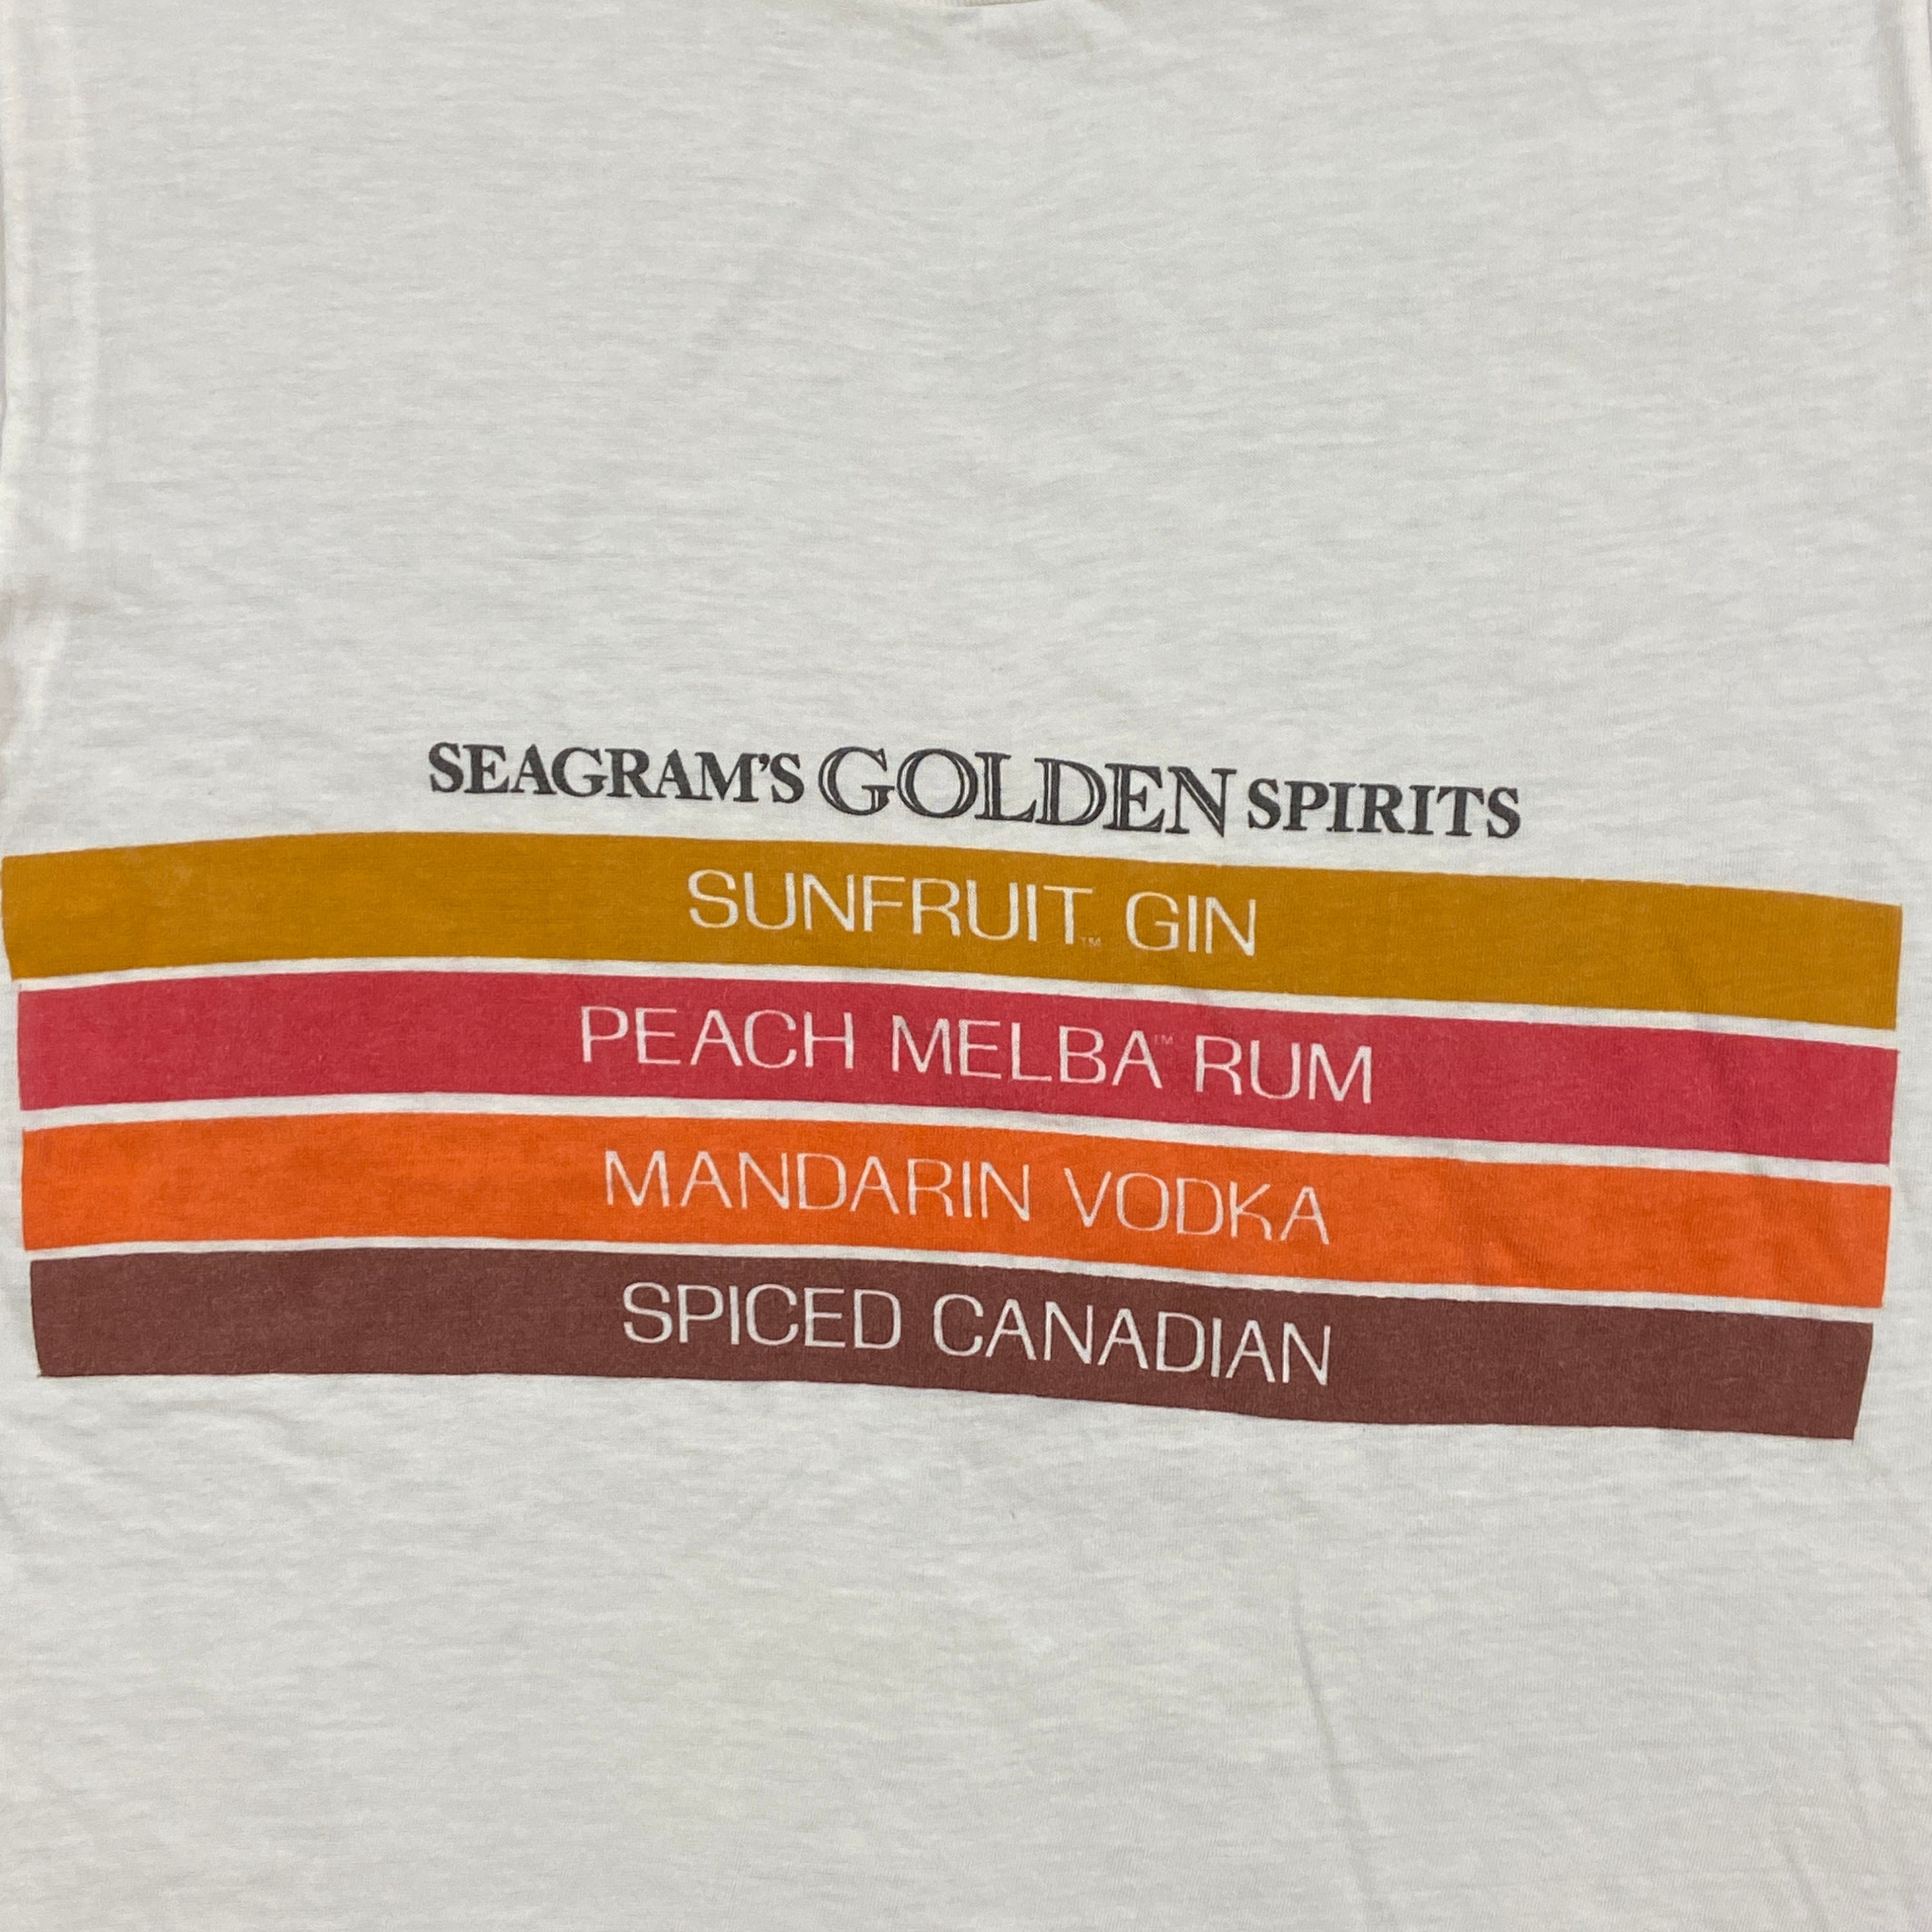 SEAGRAM'S GOLDEN SPIRITS
SUNFRUIT™ GIN
PEACH MELBA™ RUM
MANDARIN VODKA
SPICED CANADIAN